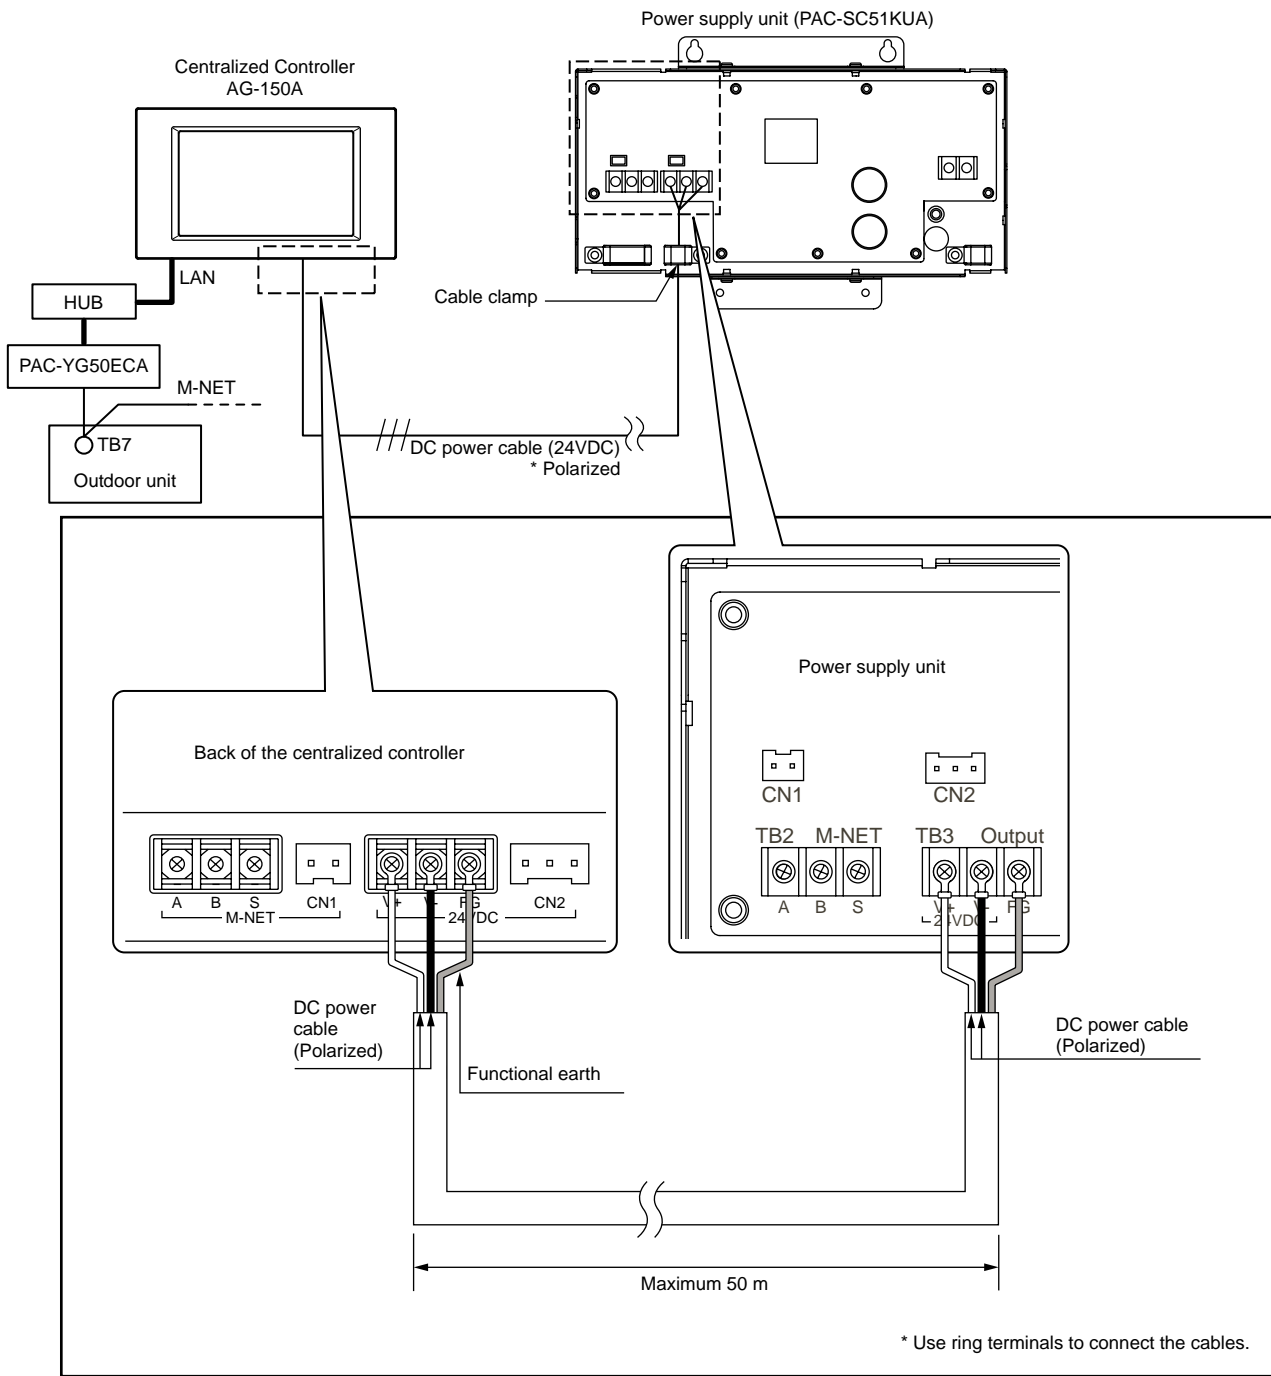 Power supply unit (PAC-SC51KUA)
Centralized Controller
AG-150A
LAN
HUB
Cable clamp
PAC-YG50ECA
M-NET
TB7
Outdoor unit
DC power cable (24VDC)
* Polarized
Power supply unit
Back of the centralized controller
CN1
CN2
TB2 M-NET
TB3 Output
A B S
V+ V- FG
24VDC
A B S
M-NET
CN1
V+ V- FG
24VDC
CN2
DC power
cable
(Polarized)
Functional earth
DC power cable
(Polarized)
Maximum 50 m
* Use ring terminals to connect the cables.